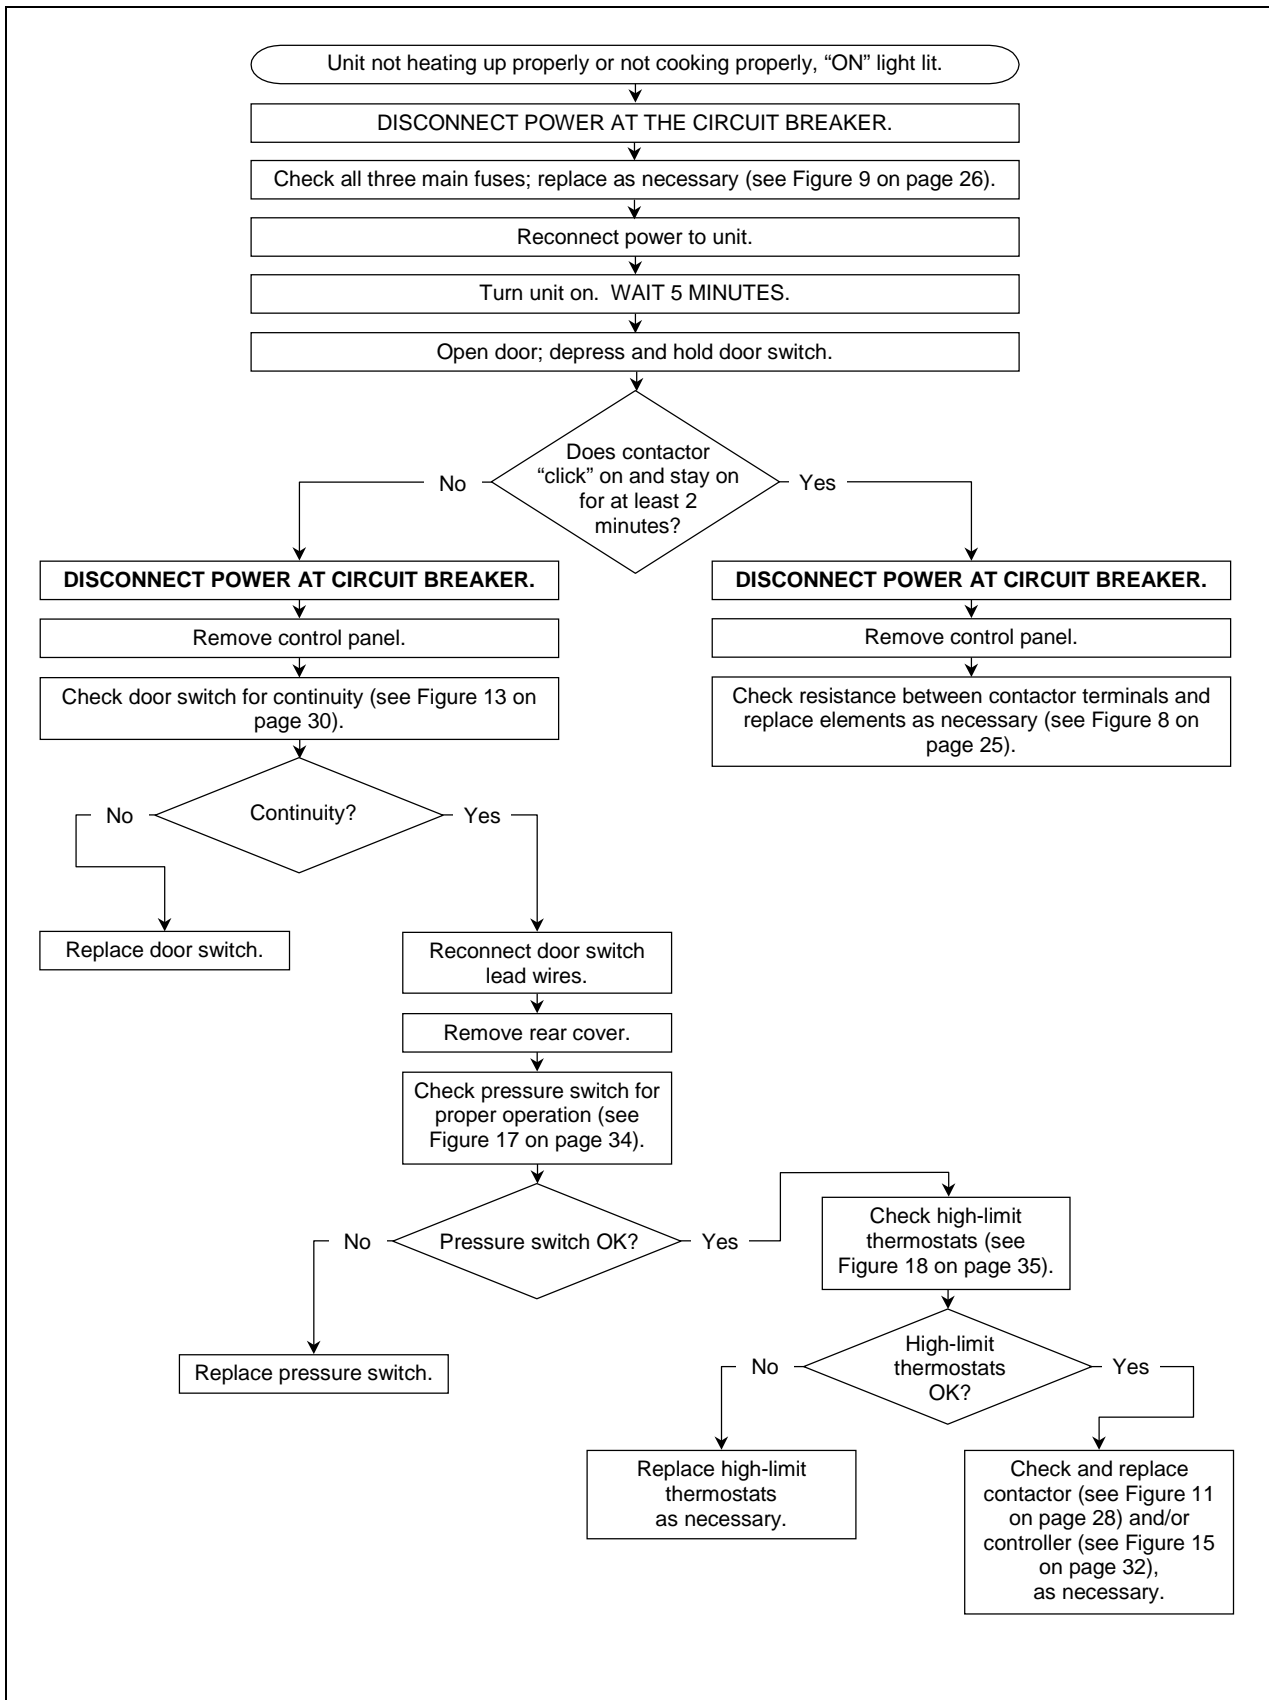 Unit not heating up properly or not cooking properly, “ON” light lit.
DISCONNECT POWER AT THE CIRCUIT BREAKER.
Check all three main fuses; replace as necessary (see Figure 9 on page 26).
Reconnect power to unit.
Turn unit on.  WAIT 5 MINUTES.
Open door; depress and hold door switch.
Does contactor
“click” on and stay on
for at least 2
minutes?
No
Yes
DISCONNECT POWER AT CIRCUIT BREAKER.
Remove control panel.
Check door switch for continuity (see Figure 13 on
page 30).
DISCONNECT POWER AT CIRCUIT BREAKER.
Remove control panel.
Check resistance between contactor terminals and
replace elements as necessary (see Figure 8 on
page 25).
Continuity?
No
Yes
Replace door switch.
Reconnect door switch
lead wires.
Remove rear cover.
Check pressure switch for
proper operation (see
Figure 17 on page 34).
Pressure switch OK?
No
Yes
Replace pressure switch.
Check high-limit
thermostats (see
Figure 18 on page 35).
High-limit
thermostats
OK?
No
Yes
Replace high-limit
thermostats
as necessary.
Check and replace
contactor (see Figure 11
on page 28) and/or
controller (see Figure 15
on page 32),
as necessary.